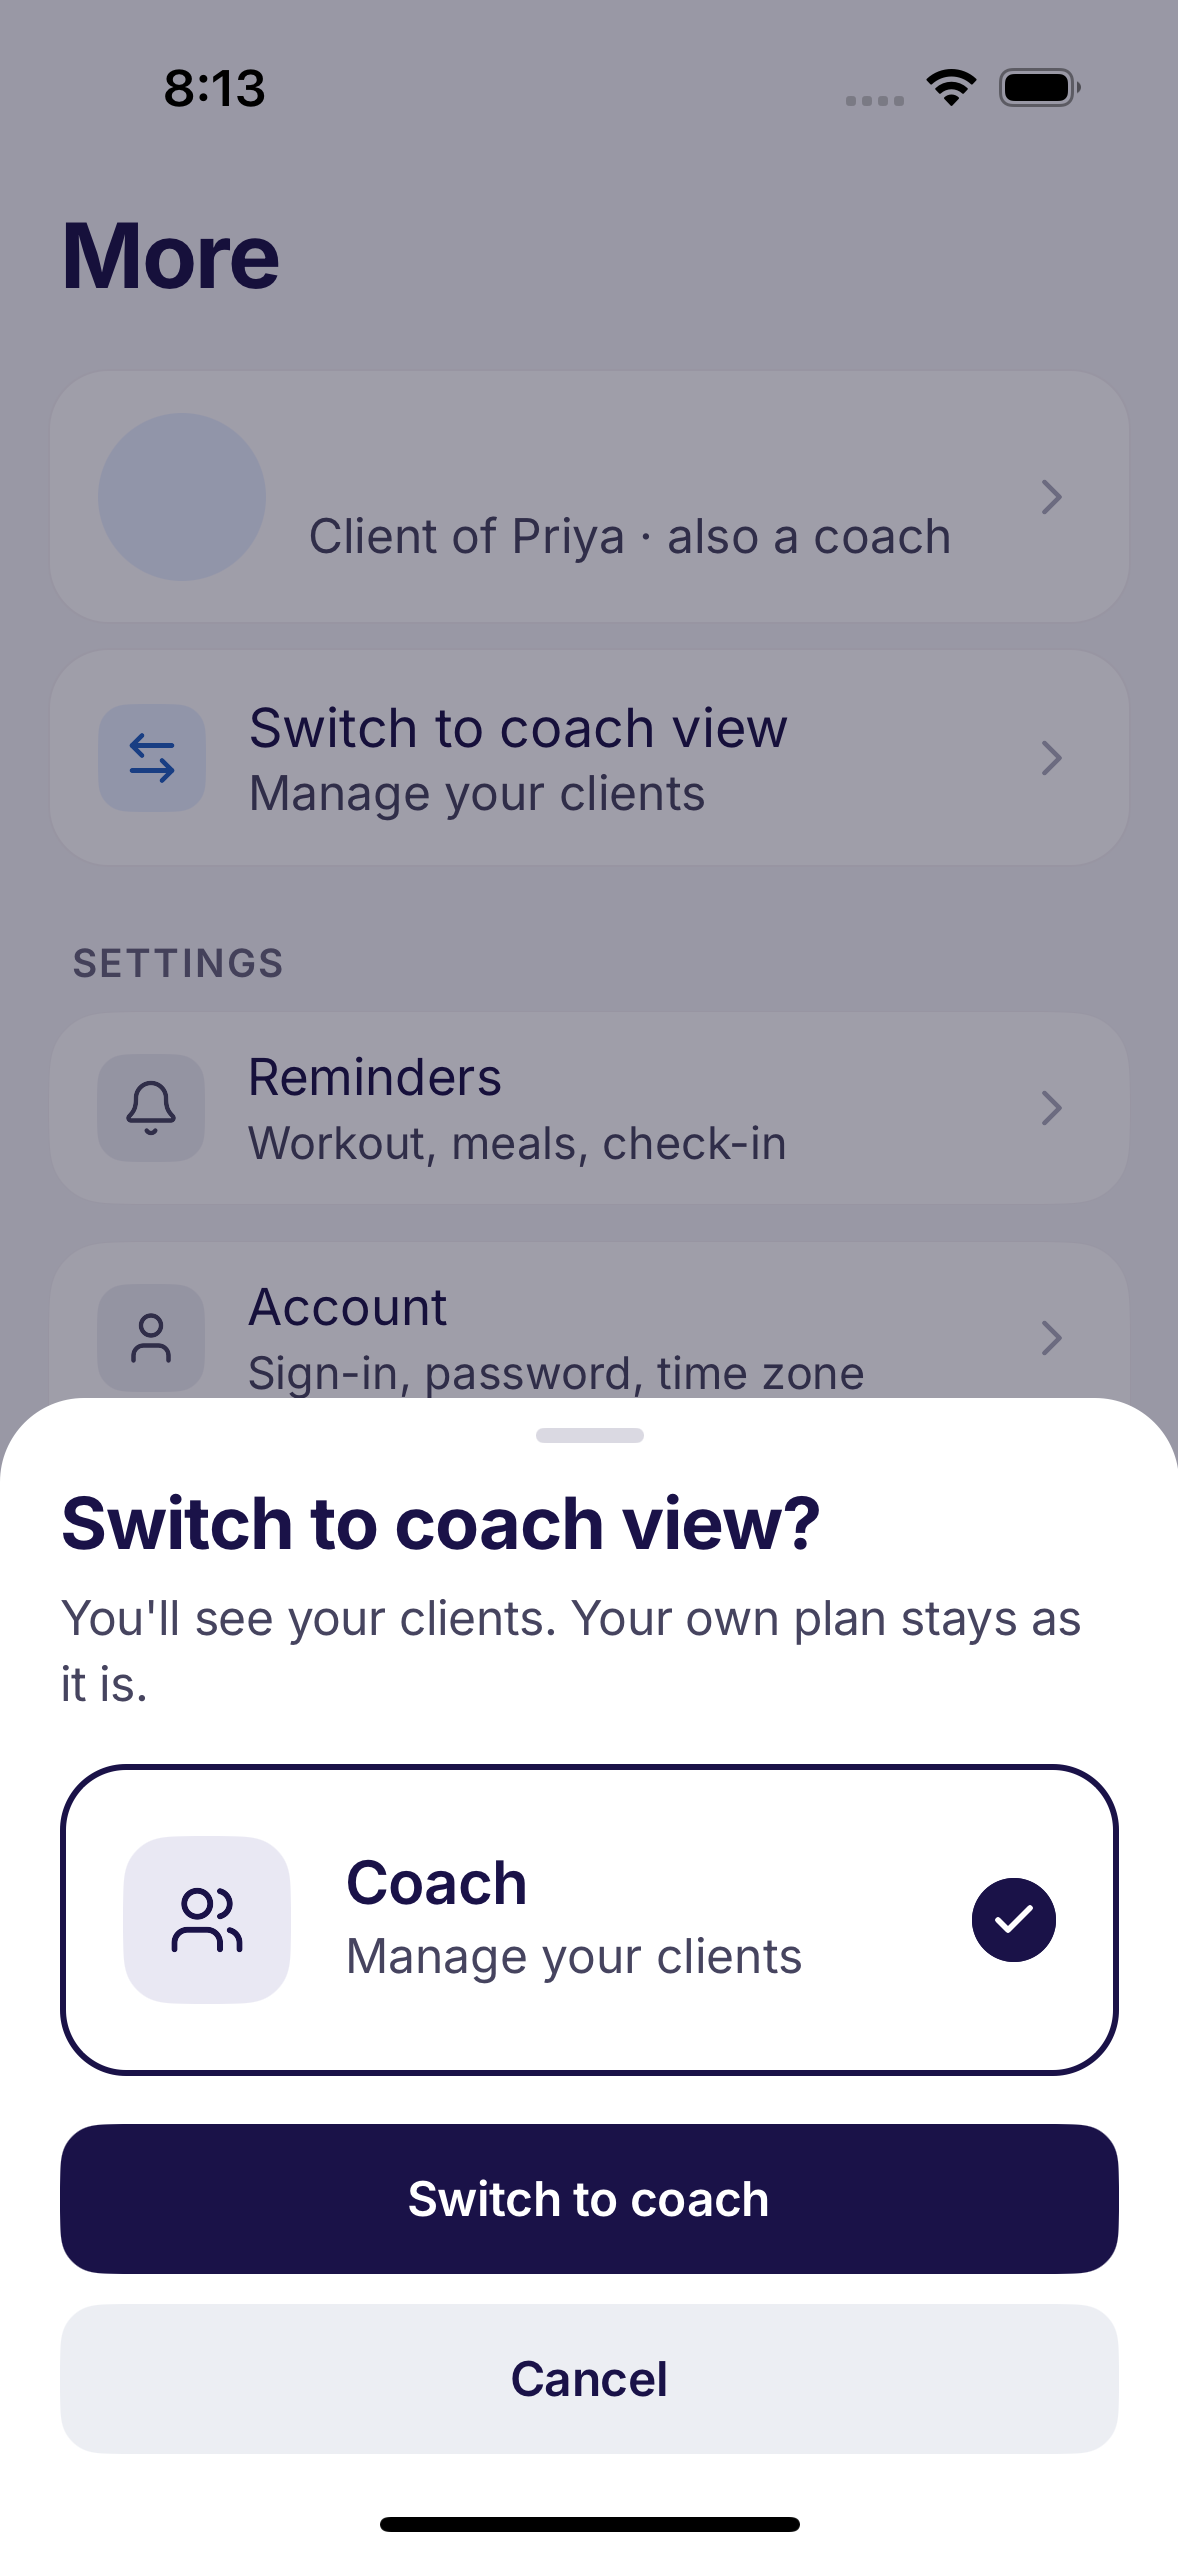 8:13
More
Client of Priya · also a coach
Switch to coach view
Manage your clients
SETTINGS
Reminders
Workout, meals, check-in
Account
Sign-in, password, time zone
Switch to coach view?
You'll see your clients. Your own plan stays as
it is.
Coach
Manage your clients
Switch to coach
Cancel